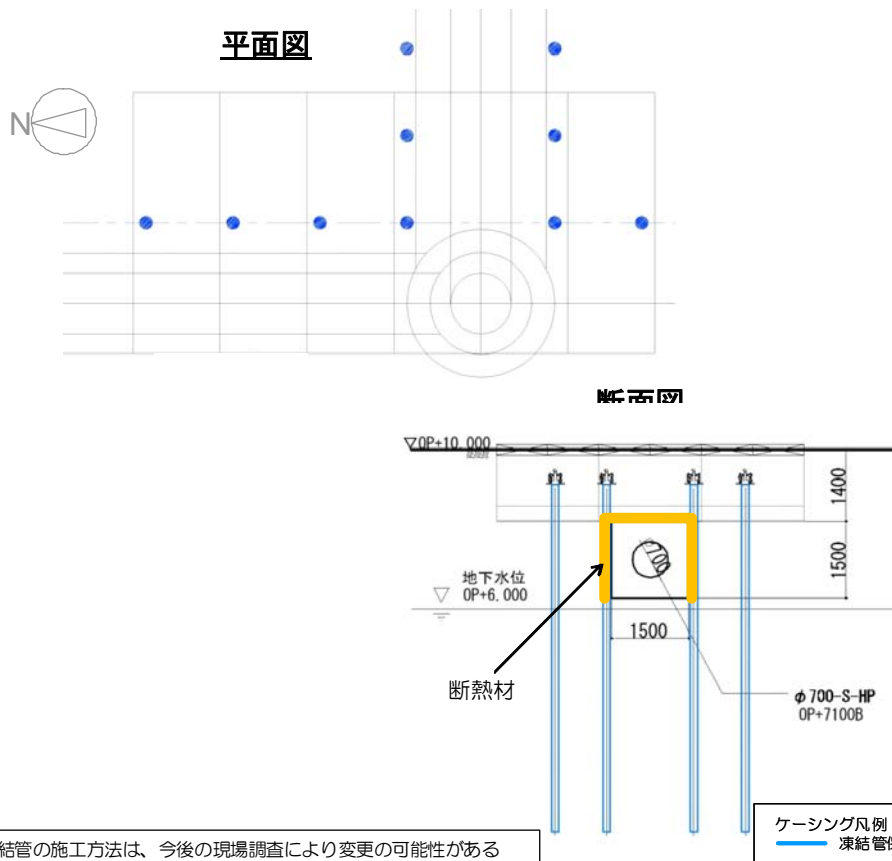 平面図
N
断面図
▽OP+10,000
1400
1500
地下水位
▽ OP+6,000
1500
700
断熱材
φ700-S-HP
OP+7100B
結管の施工方法は、今後の現場調査により変更の可能性がある
ケーシング凡例
凍結管